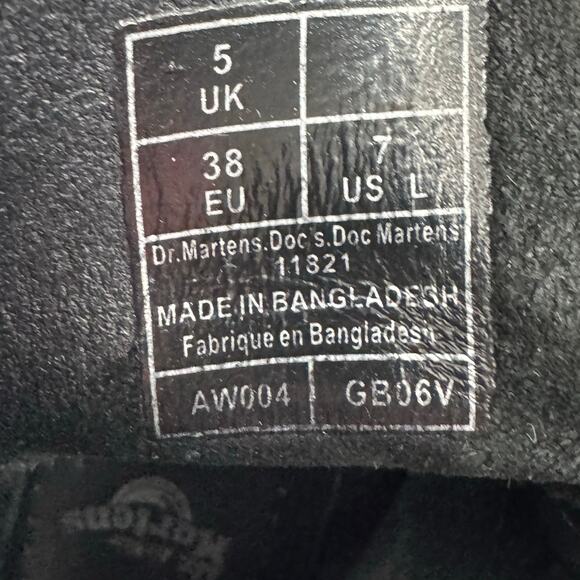 5
UK
38
EU
7
US L
Dr.Martens.Doc's.Doc Martens
11821
MADE IN BANGLADESH
Fabrique en Bangladesh
AW004
GB06V
Martens